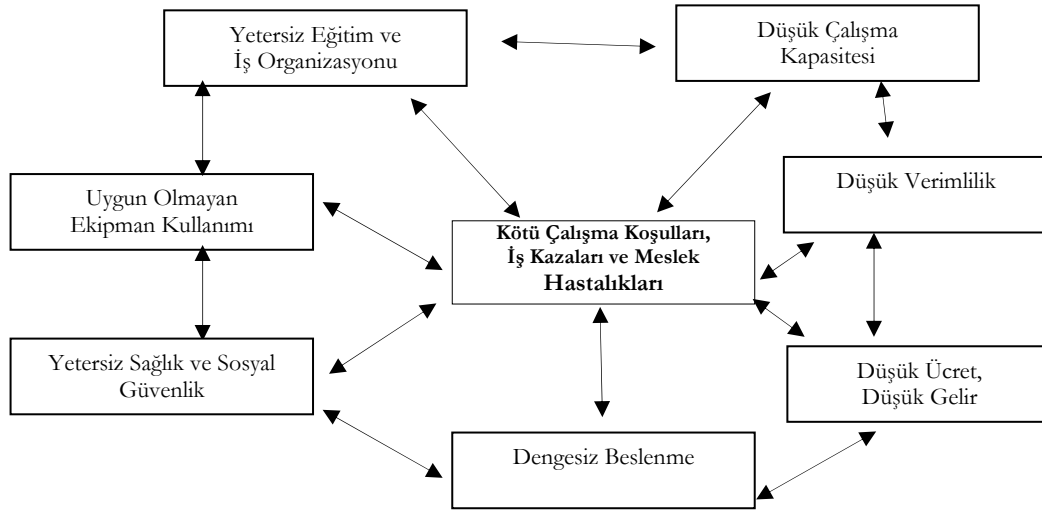 Yetersiz Eğitim ve
İş Organizasyonu
Düşük Çalışma
Kapasitesi
Uygun Olmayan
Ekipman Kullanımı
Düşük Verimlilik
Kötü Çalışma Koşulları,
İş Kazaları ve Meslek
Hastalıkları
Yetersiz Sağlık ve Sosyal
Güvenlik
Düşük Ücret,
Düşük Gelir
Dengesiz Beslenme